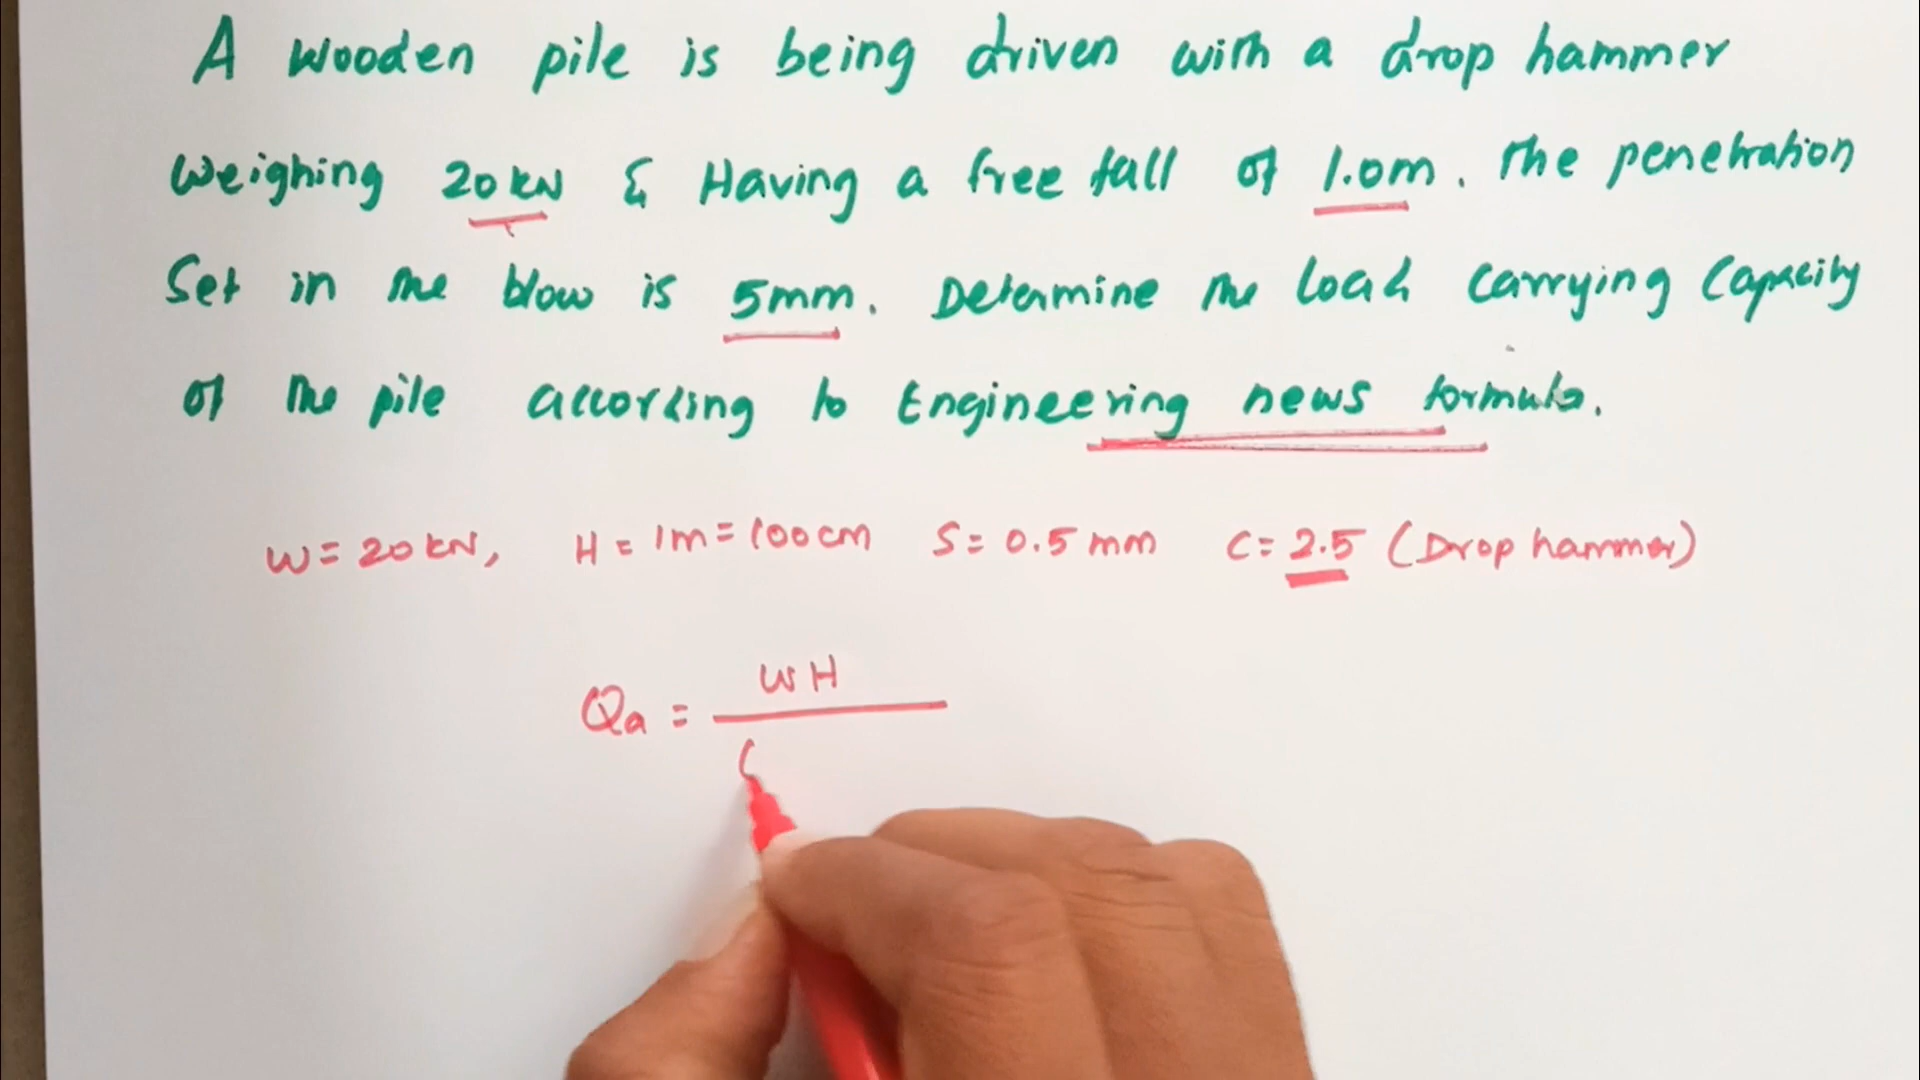 A wooden pile is being driven with a drop hammer
weighing 20 kN & Having a free fall of 1.0m. The penetration
Set in the blow is 5mm. Determine the load carrying capacity
of the pile according to Engineering news formula.
W = 20 kN, H = 1m = 100 cm S = 0.5 mm C = 2.5 (Drop hammer)
Qa = WH
(